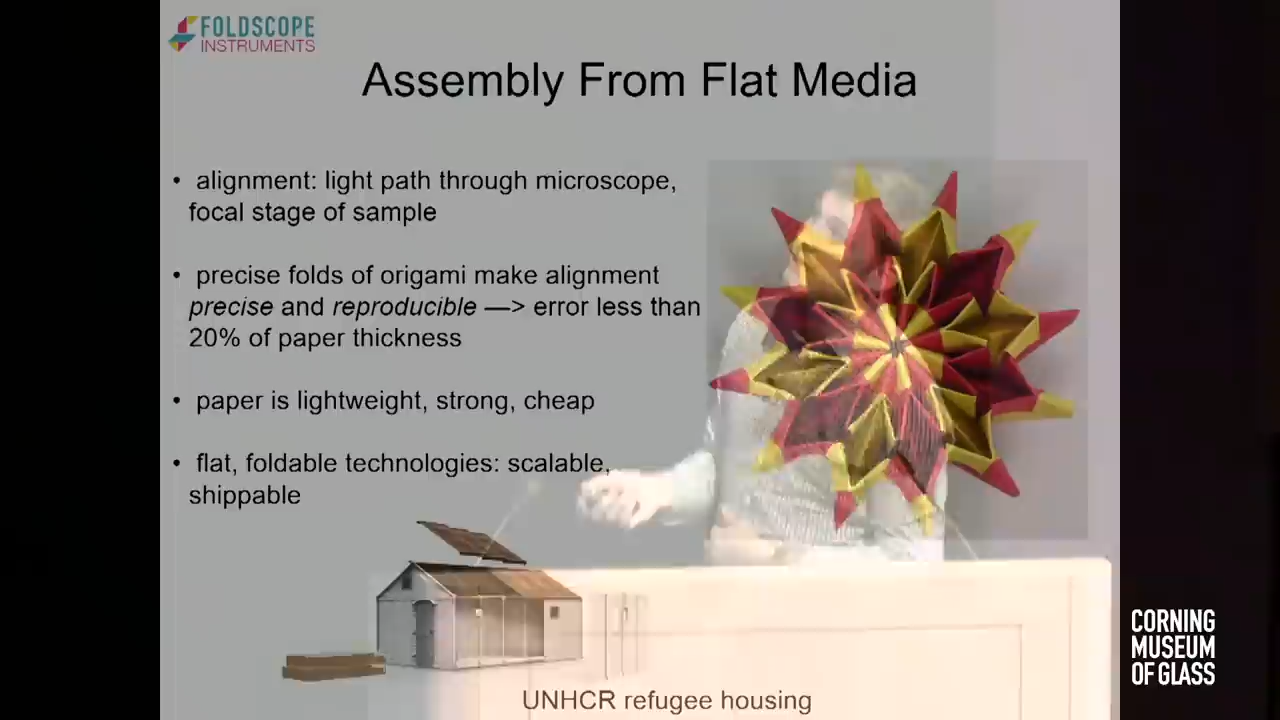 FOLDSCOPE
INSTRUMENTS
Assembly From Flat Media
• alignment: light path through microscope,
focal stage of sample
• precise folds of origami make alignment
precise and reproducible —> error less than
20% of paper thickness
• paper is lightweight, strong, cheap
• flat, foldable technologies: scalable,
shippable
UNHCR refugee housing
CORNING
MUSEUM
OF GLASS